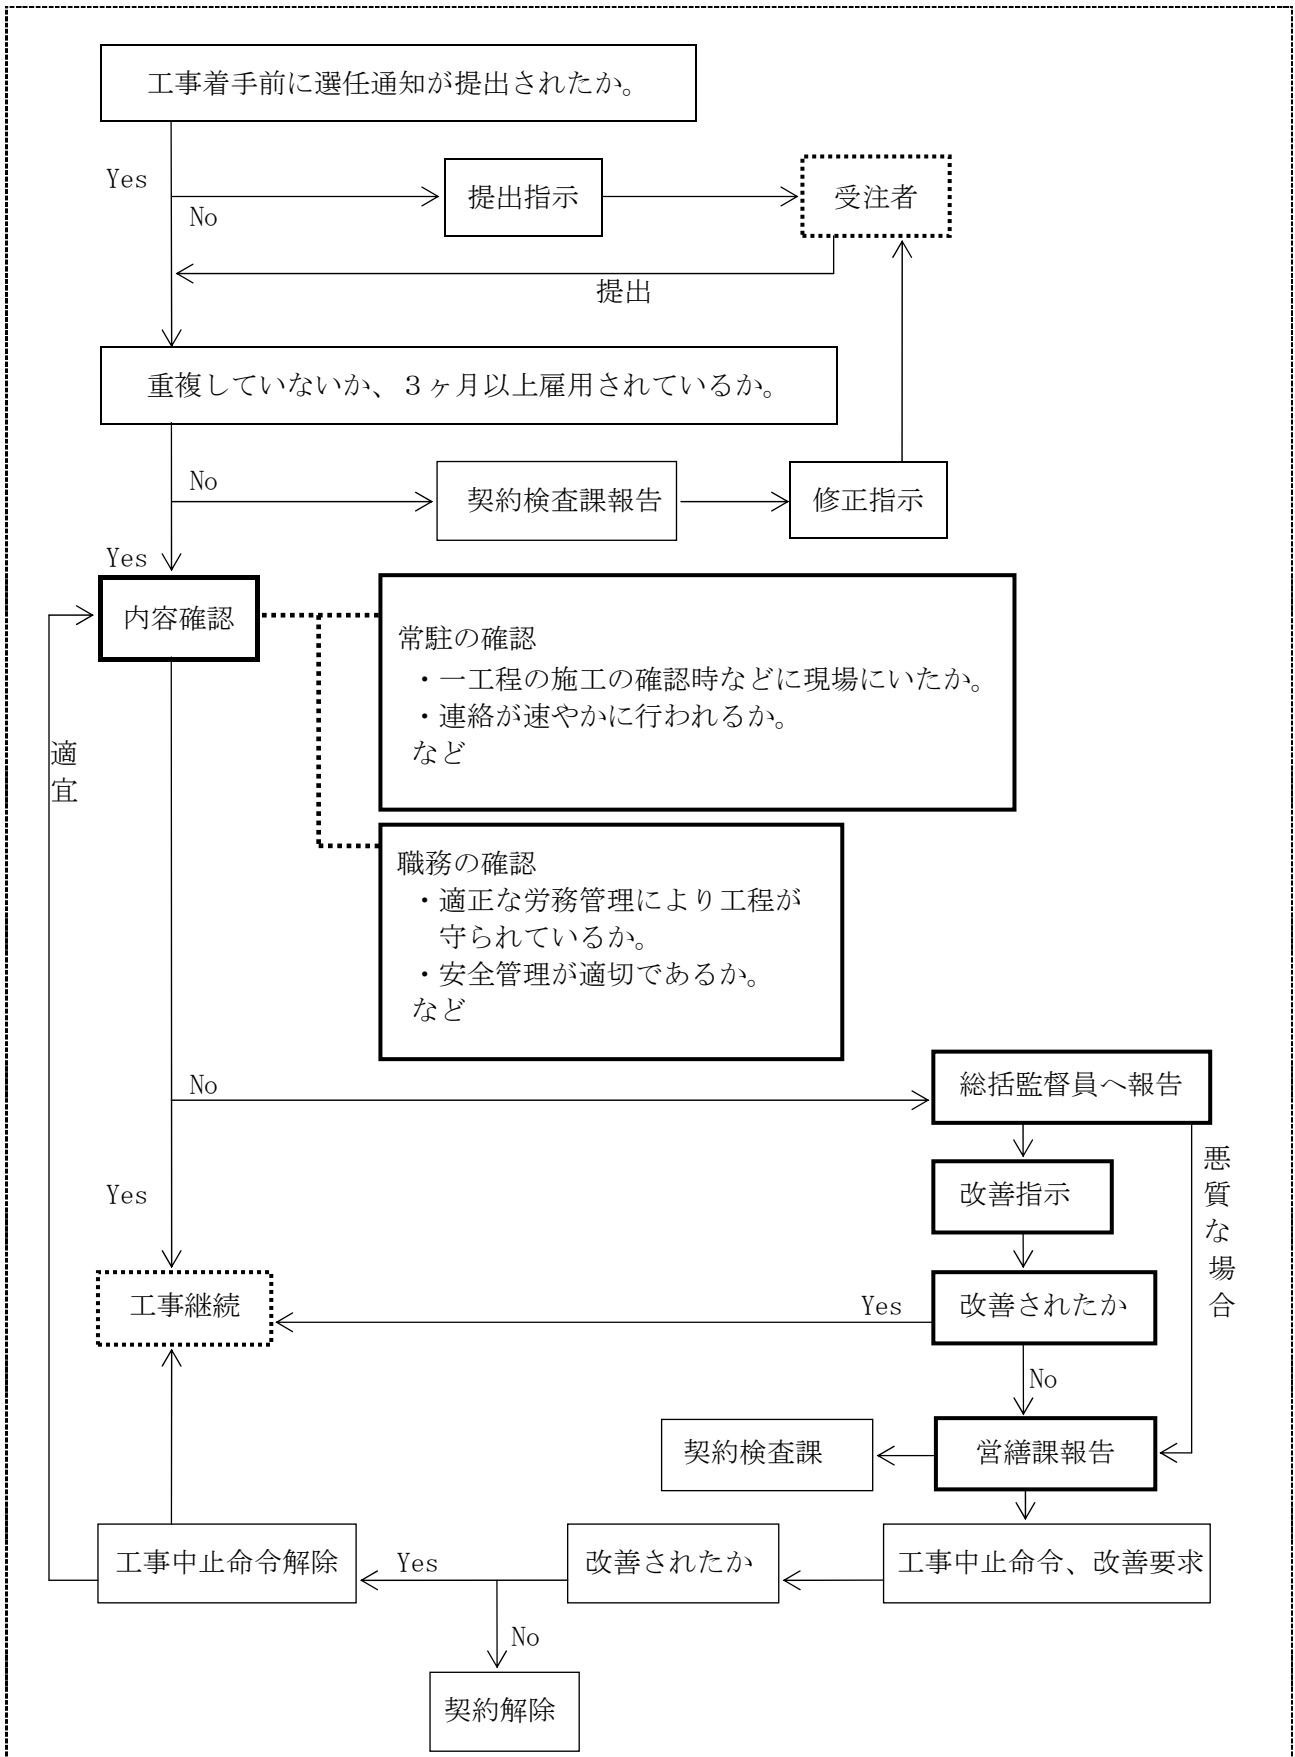 工事着手前に選任通知が提出されたか。
Yes
No
提出指示
受注者
提出
重複していないか、３ヶ月以上雇用されているか。
No
契約検査課報告
修正指示
Yes
内容確認
常駐の確認
・一工程の施工の確認時などに現場にいたか。
・連絡が速やかに行われるか。
など
適宜
職務の確認
・適正な労務管理により工程が
守られているか。
・安全管理が適切であるか。
など
No
総括監督員へ報告
悪質な場合
Yes
改善指示
工事継続
Yes
改善されたか
No
契約検査課
営繕課報告
工事中止命令解除
Yes
改善されたか
工事中止命令、改善要求
No
契約解除